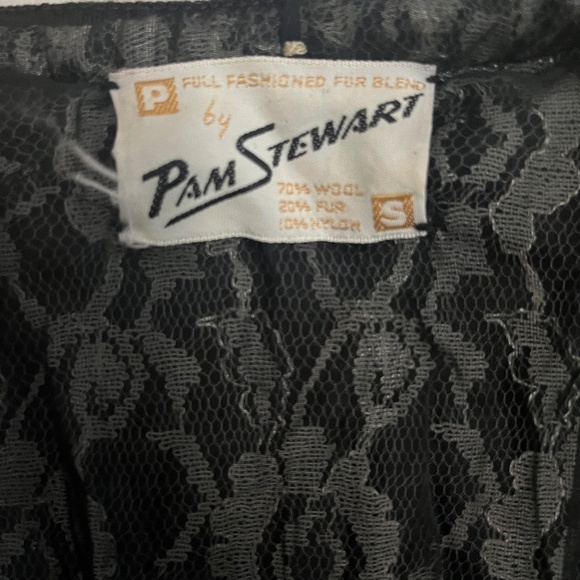 P FULL FASHIONED FUR BLEND
by
PAM STEWART
70% WOOL
20% FUR
10% NYLON
S